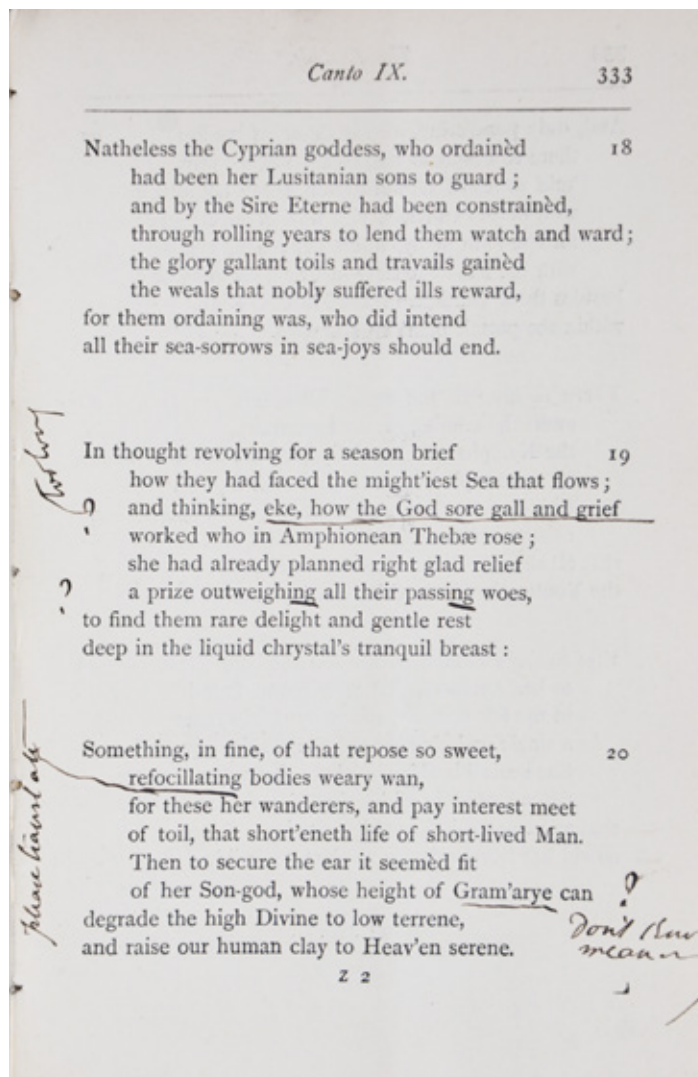 Canto IX. 333
Natheless the Cyprian goddess, who ordainèd 18
had been her Lusitanian sons to guard ;
and by the Sire Eterne had been constrainèd,
through rolling years to lend them watch and ward ;
the glory gallant toils and travails gainèd
the weals that nobly suffered ills reward,
for them ordaining was, who did intend
all their sea-sorrows in sea-joys should end.
In thought revolving for a season brief 19
how they had faced the might'iest Sea that flows ;
? and thinking, eke, how the God sore gall and grief
worked who in Amphionean Thebæ rose ;
she had already planned right glad relief
? a prize outweighing all their passing woes,
to find them rare delight and gentle rest
deep in the liquid chrystal's tranquil breast :
Something, in fine, of that repose so sweet, 20
refocillating bodies weary wan,
for these her wanderers, and pay interest meet
of toil, that short'eneth life of short-lived Man.
Then to secure the ear it seemèd fit
of her Son-god, whose height of Gram'arye can ?
degrade the high Divine to low terrene,
and raise our human clay to Heav'en serene.
Don't know
Z 2
please translate